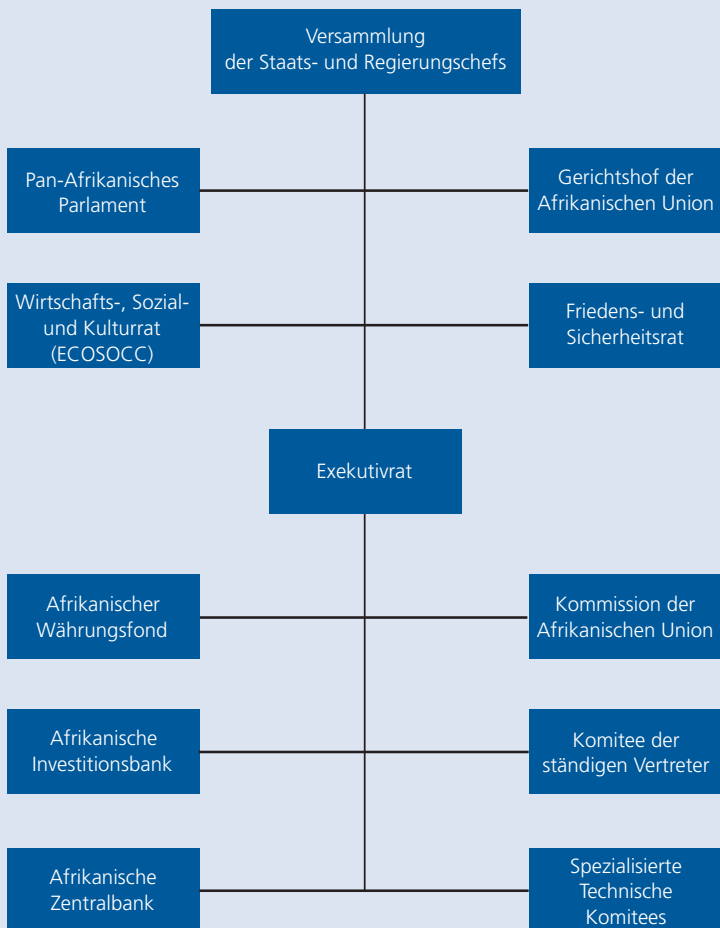 Versammlung
der Staats- und Regierungschefs
Pan-Afrikanisches
Parlament
Gerichtshof der
Afrikanischen Union
Wirtschafts-, Sozial-
und Kulturrat
(ECOSOCC)
Friedens- und
Sicherheitsrat
Exekutivrat
Afrikanischer
Währungsfond
Kommission der
Afrikanischen Union
Afrikanische
Investitionsbank
Komitee der
ständigen Vertreter
Afrikanische
Zentralbank
Spezialisierte
Technische
Komitees